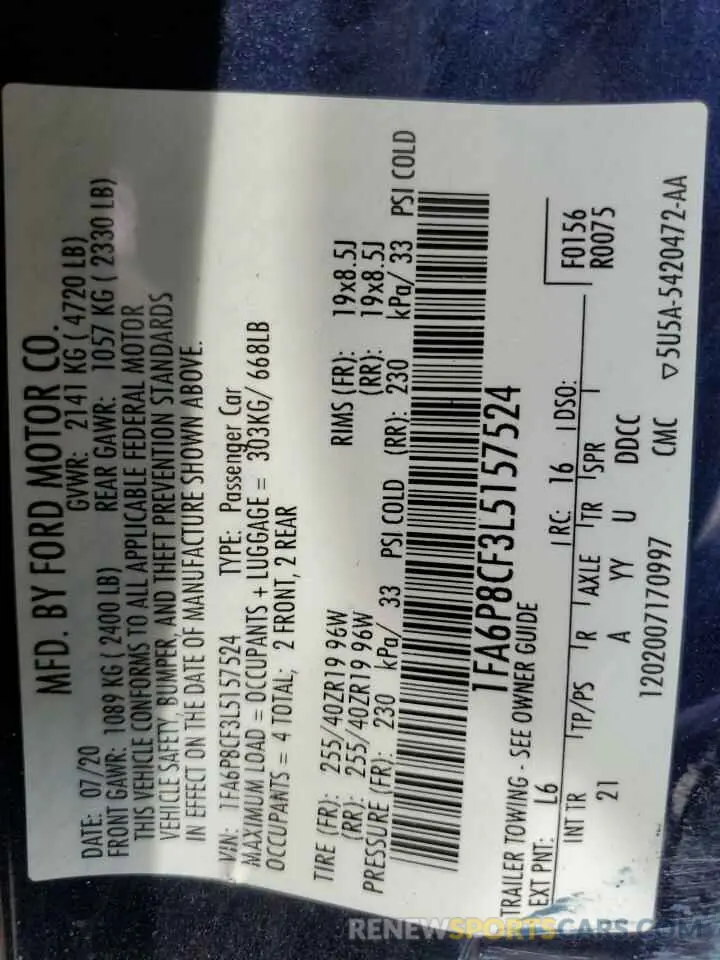 MFD. BY FORD MOTOR CO.
DATE: 07/20 GVWR: 2141 KG ( 4720 LB)
FRONT GAWR: 1089 KG ( 2400 LB) REAR GAWR: 1057 KG ( 2330 LB)
THIS VEHICLE CONFORMS TO ALL APPLICABLE FEDERAL MOTOR
VEHICLE SAFETY, BUMPER, AND THEFT PREVENTION STANDARDS
IN EFFECT ON THE DATE OF MANUFACTURE SHOWN ABOVE.
VIN: 1FA6P8CF3L5157524 TYPE: Passenger Car
MAXIMUM LOAD = OCCUPANTS + LUGGAGE = 303KG/ 668LB
OCCUPANTS = 4 TOTAL; 2 FRONT, 2 REAR
TIRE (FR): 255/40ZR19 96W RIMS (FR): 19x8.5J
(RR): 255/40ZR19 96W (RR): 19x8.5J
PRESSURE (FR): 230 kPa/ 33 PSI COLD (RR): 230 kPa/ 33 PSI COLD
1FA6P8CF3L5157524
TRAILER TOWING - SEE OWNER GUIDE
EXT PNT: L6 RC: 16 DSO: F0156
R0075
INT TR TP/PS R AXLE TR SPR
21 A YY U DDCC
1202007170997 CMC ▽5U5A-5420472-AA
RENEWSPORTSCARS.COM